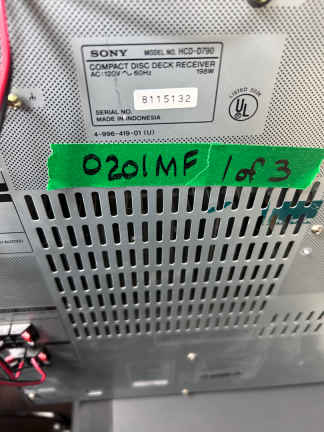 SONY MODEL NO. HCD-D790
COMPACT DISC DECK RECEIVER
AC:120V~60Hz 198W
8115132
SERIAL NO.
MADE IN INDONESIA
4-996-419-01 (U)
LISTED
UL
0201MF 1 of 3